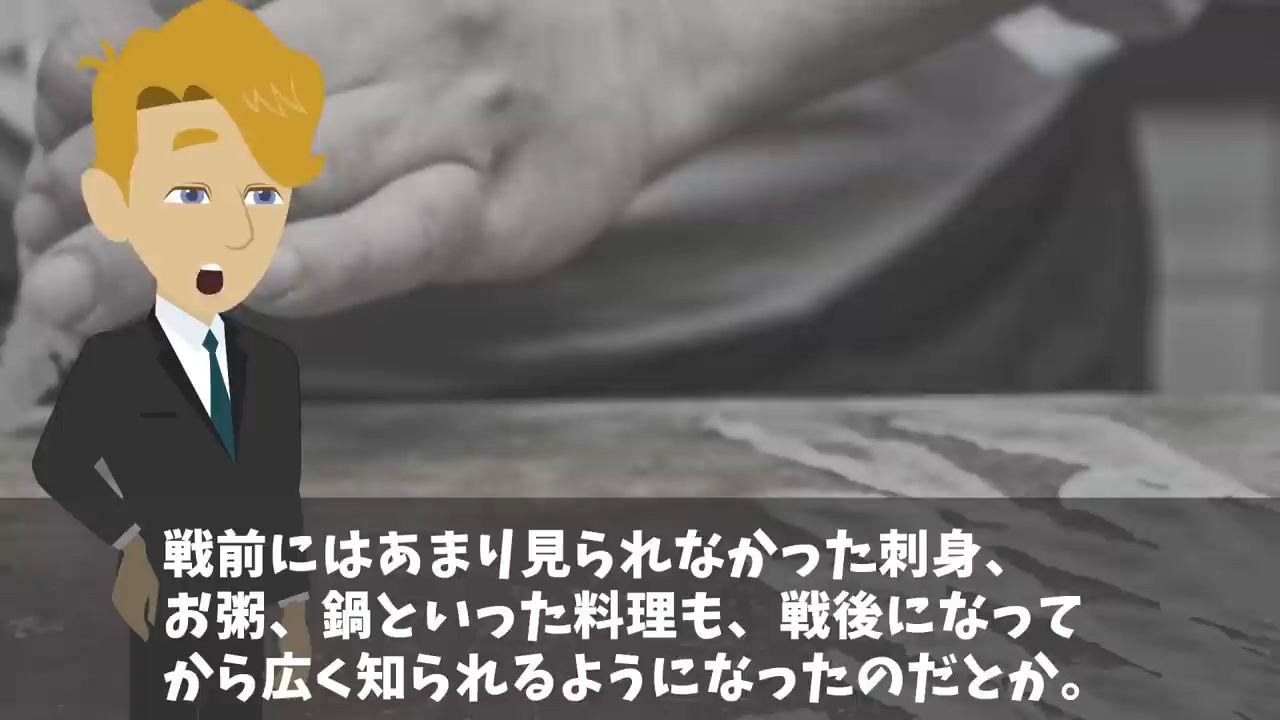 戦前にはあまり見られなかった刺身、
お粥、鍋といった料理も、戦後になって
から広く知られるようになったのだとか。